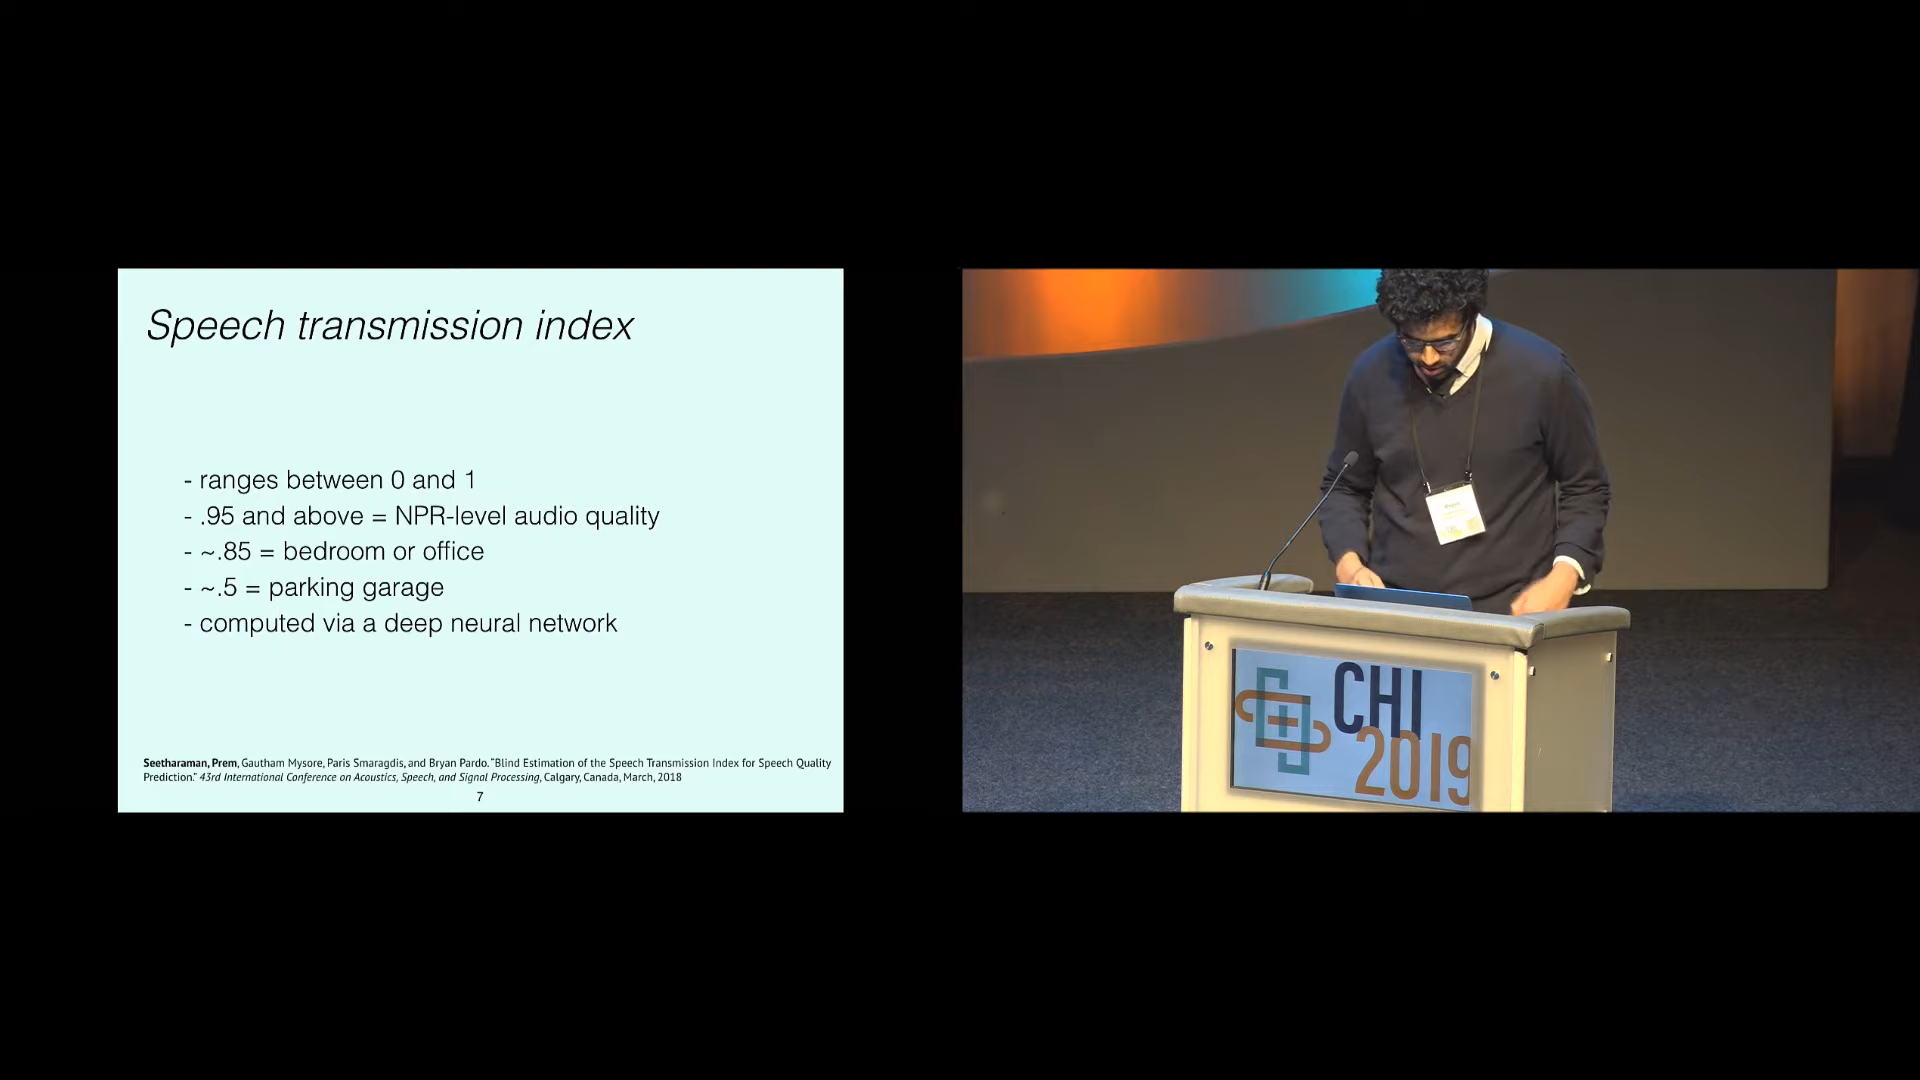 Speech transmission index
- ranges between 0 and 1
- .95 and above = NPR-level audio quality
- ~.85 = bedroom or office
- ~.5 = parking garage
- computed via a deep neural network
Seetharaman, Prem, Gautham Mysore, Paris Smaragdis, and Bryan Pardo. "Blind Estimation of the Speech Transmission Index for Speech Quality
Prediction." 43rd International Conference on Acoustics, Speech, and Signal Processing, Calgary, Canada, March, 2018
7
CHI
2019